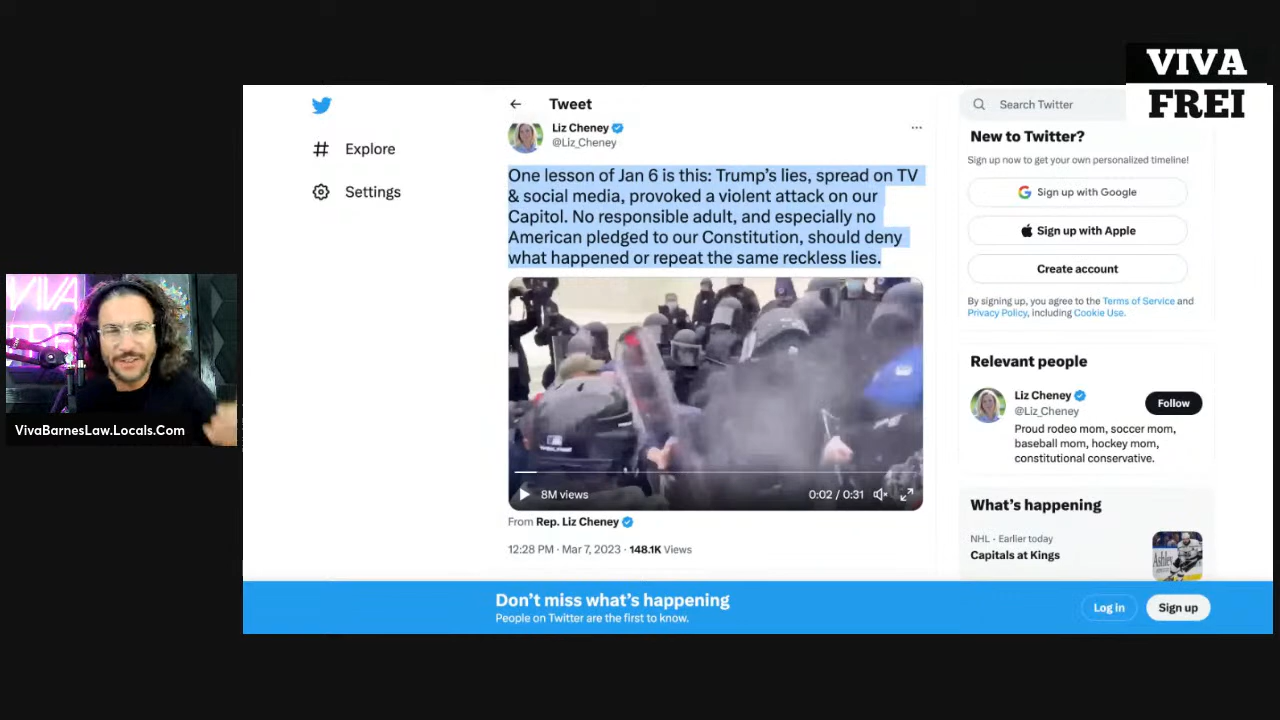 VIVA
FREI
Tweet
Search Twitter
Liz Cheney
@Liz_Cheney
Explore
Settings
One lesson of Jan 6 is this: Trump's lies, spread on TV
& social media, provoked a violent attack on our
Capitol. No responsible adult, and especially no
American pledged to our Constitution, should deny
what happened or repeat the same reckless lies.
8M views
0:02 / 0:31
From Rep. Liz Cheney
12:28 PM · Mar 7, 2023 · 148.1K Views
New to Twitter?
Sign up now to get your own personalized timeline!
Sign up with Google
Sign up with Apple
Create account
By signing up, you agree to the Terms of Service and
Privacy Policy, including Cookie Use.
Relevant people
Liz Cheney
@Liz_Cheney
Follow
Proud rodeo mom, soccer mom,
baseball mom, hockey mom,
constitutional conservative.
What's happening
NHL · Earlier today
Capitals at Kings
VIVA
FREI
VivaBarnesLaw.Locals.Com
Don't miss what's happening
People on Twitter are the first to know.
Log in
Sign up